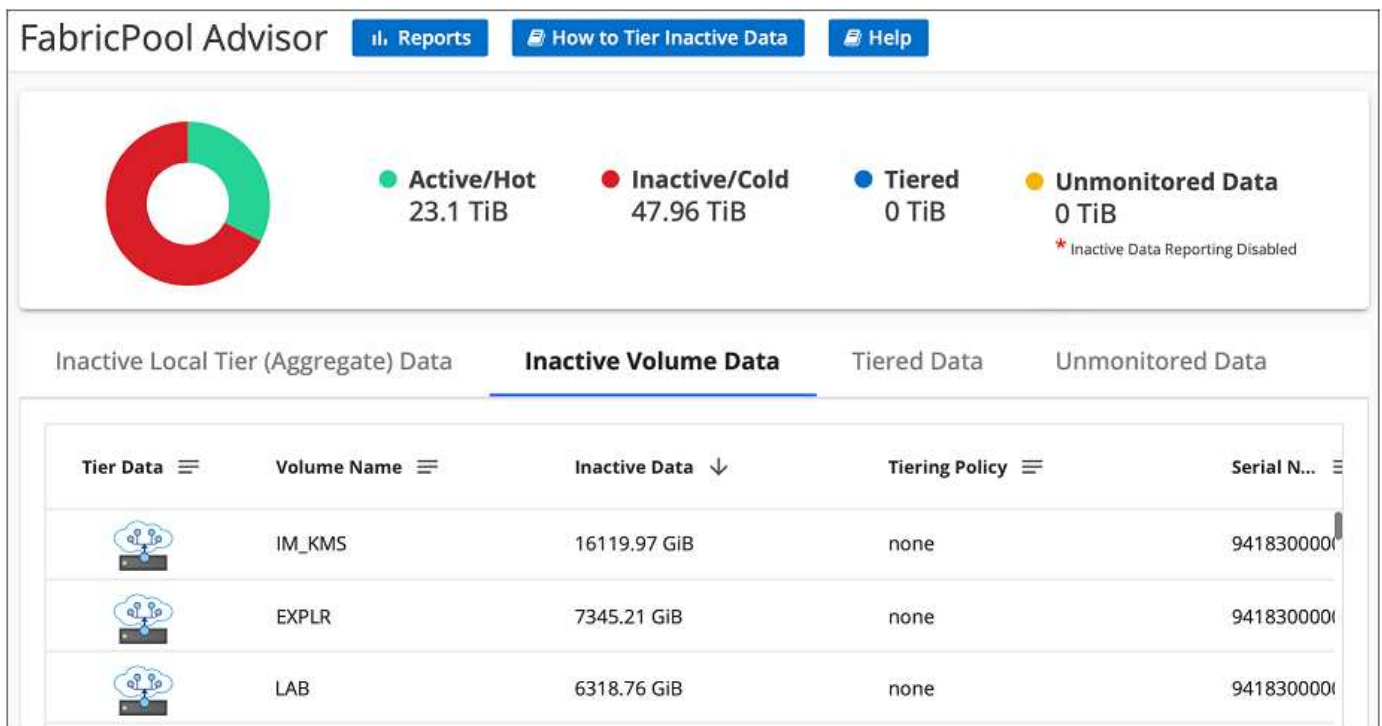 FabricPool Advisor Reports How to Tier Inactive Data Help
Active/Hot Inactive/Cold Tiered Unmonitored Data
23.1 TiB 47.96 TiB 0 TiB 0 TiB
* Inactive Data Reporting Disabled
Inactive Local Tier (Aggregate) Data Inactive Volume Data Tiered Data Unmonitored Data
Tier Data Volume Name Inactive Data Tiering Policy Serial N...
IM_KMS 16119.97 GiB none 9418300000
EXPLR 7345.21 GiB none 941830000
LAB 6318.76 GiB none 941830000